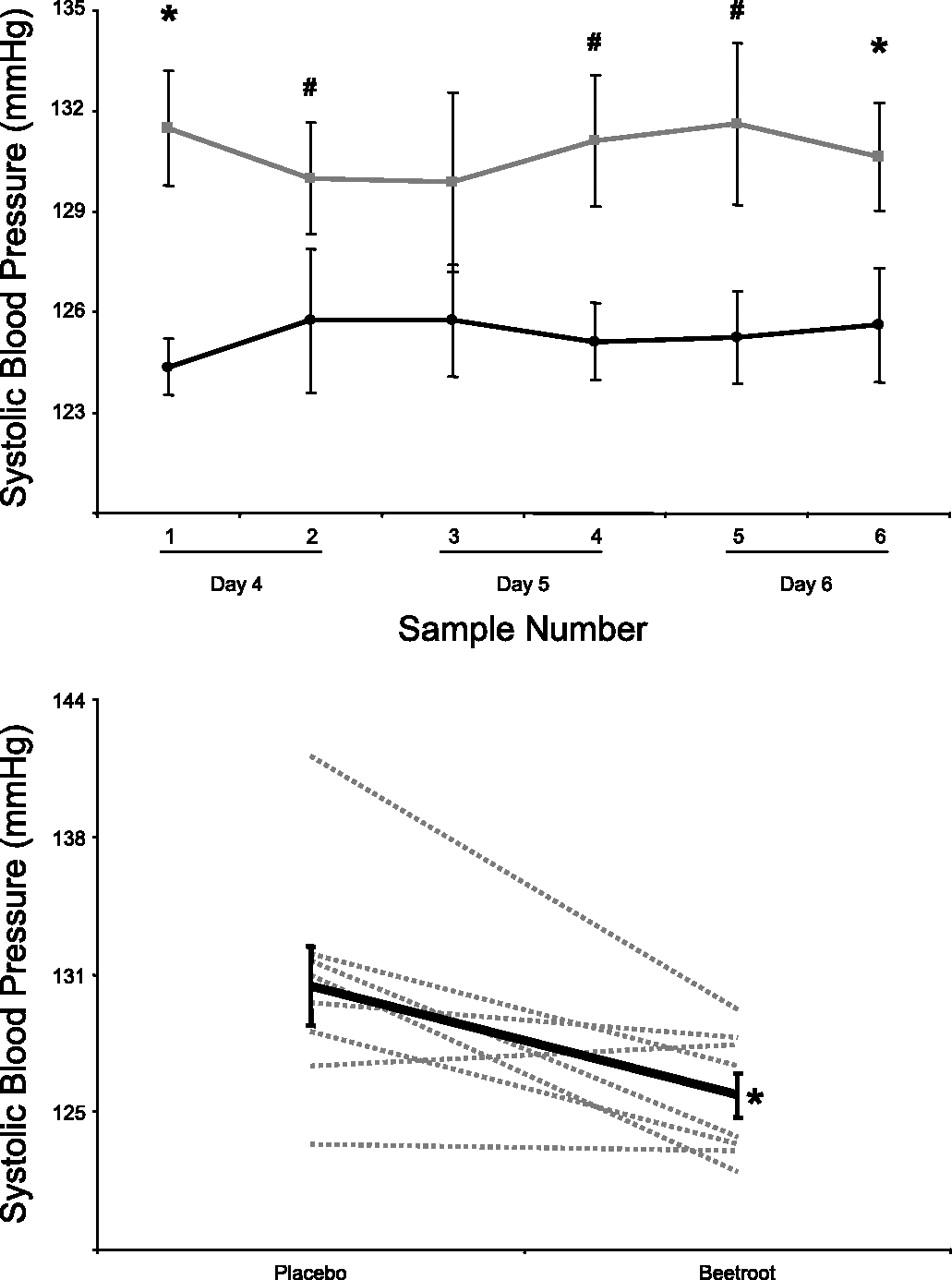 Systolic Blood Pressure (mmHg)
135
132
129
126
123
*
#
#
#
*
1 2 3 4 5 6
Day 4 Day 5 Day 6
Sample Number
Systolic Blood Pressure (mmHg)
144
138
131
125
*
Placebo Beetroot